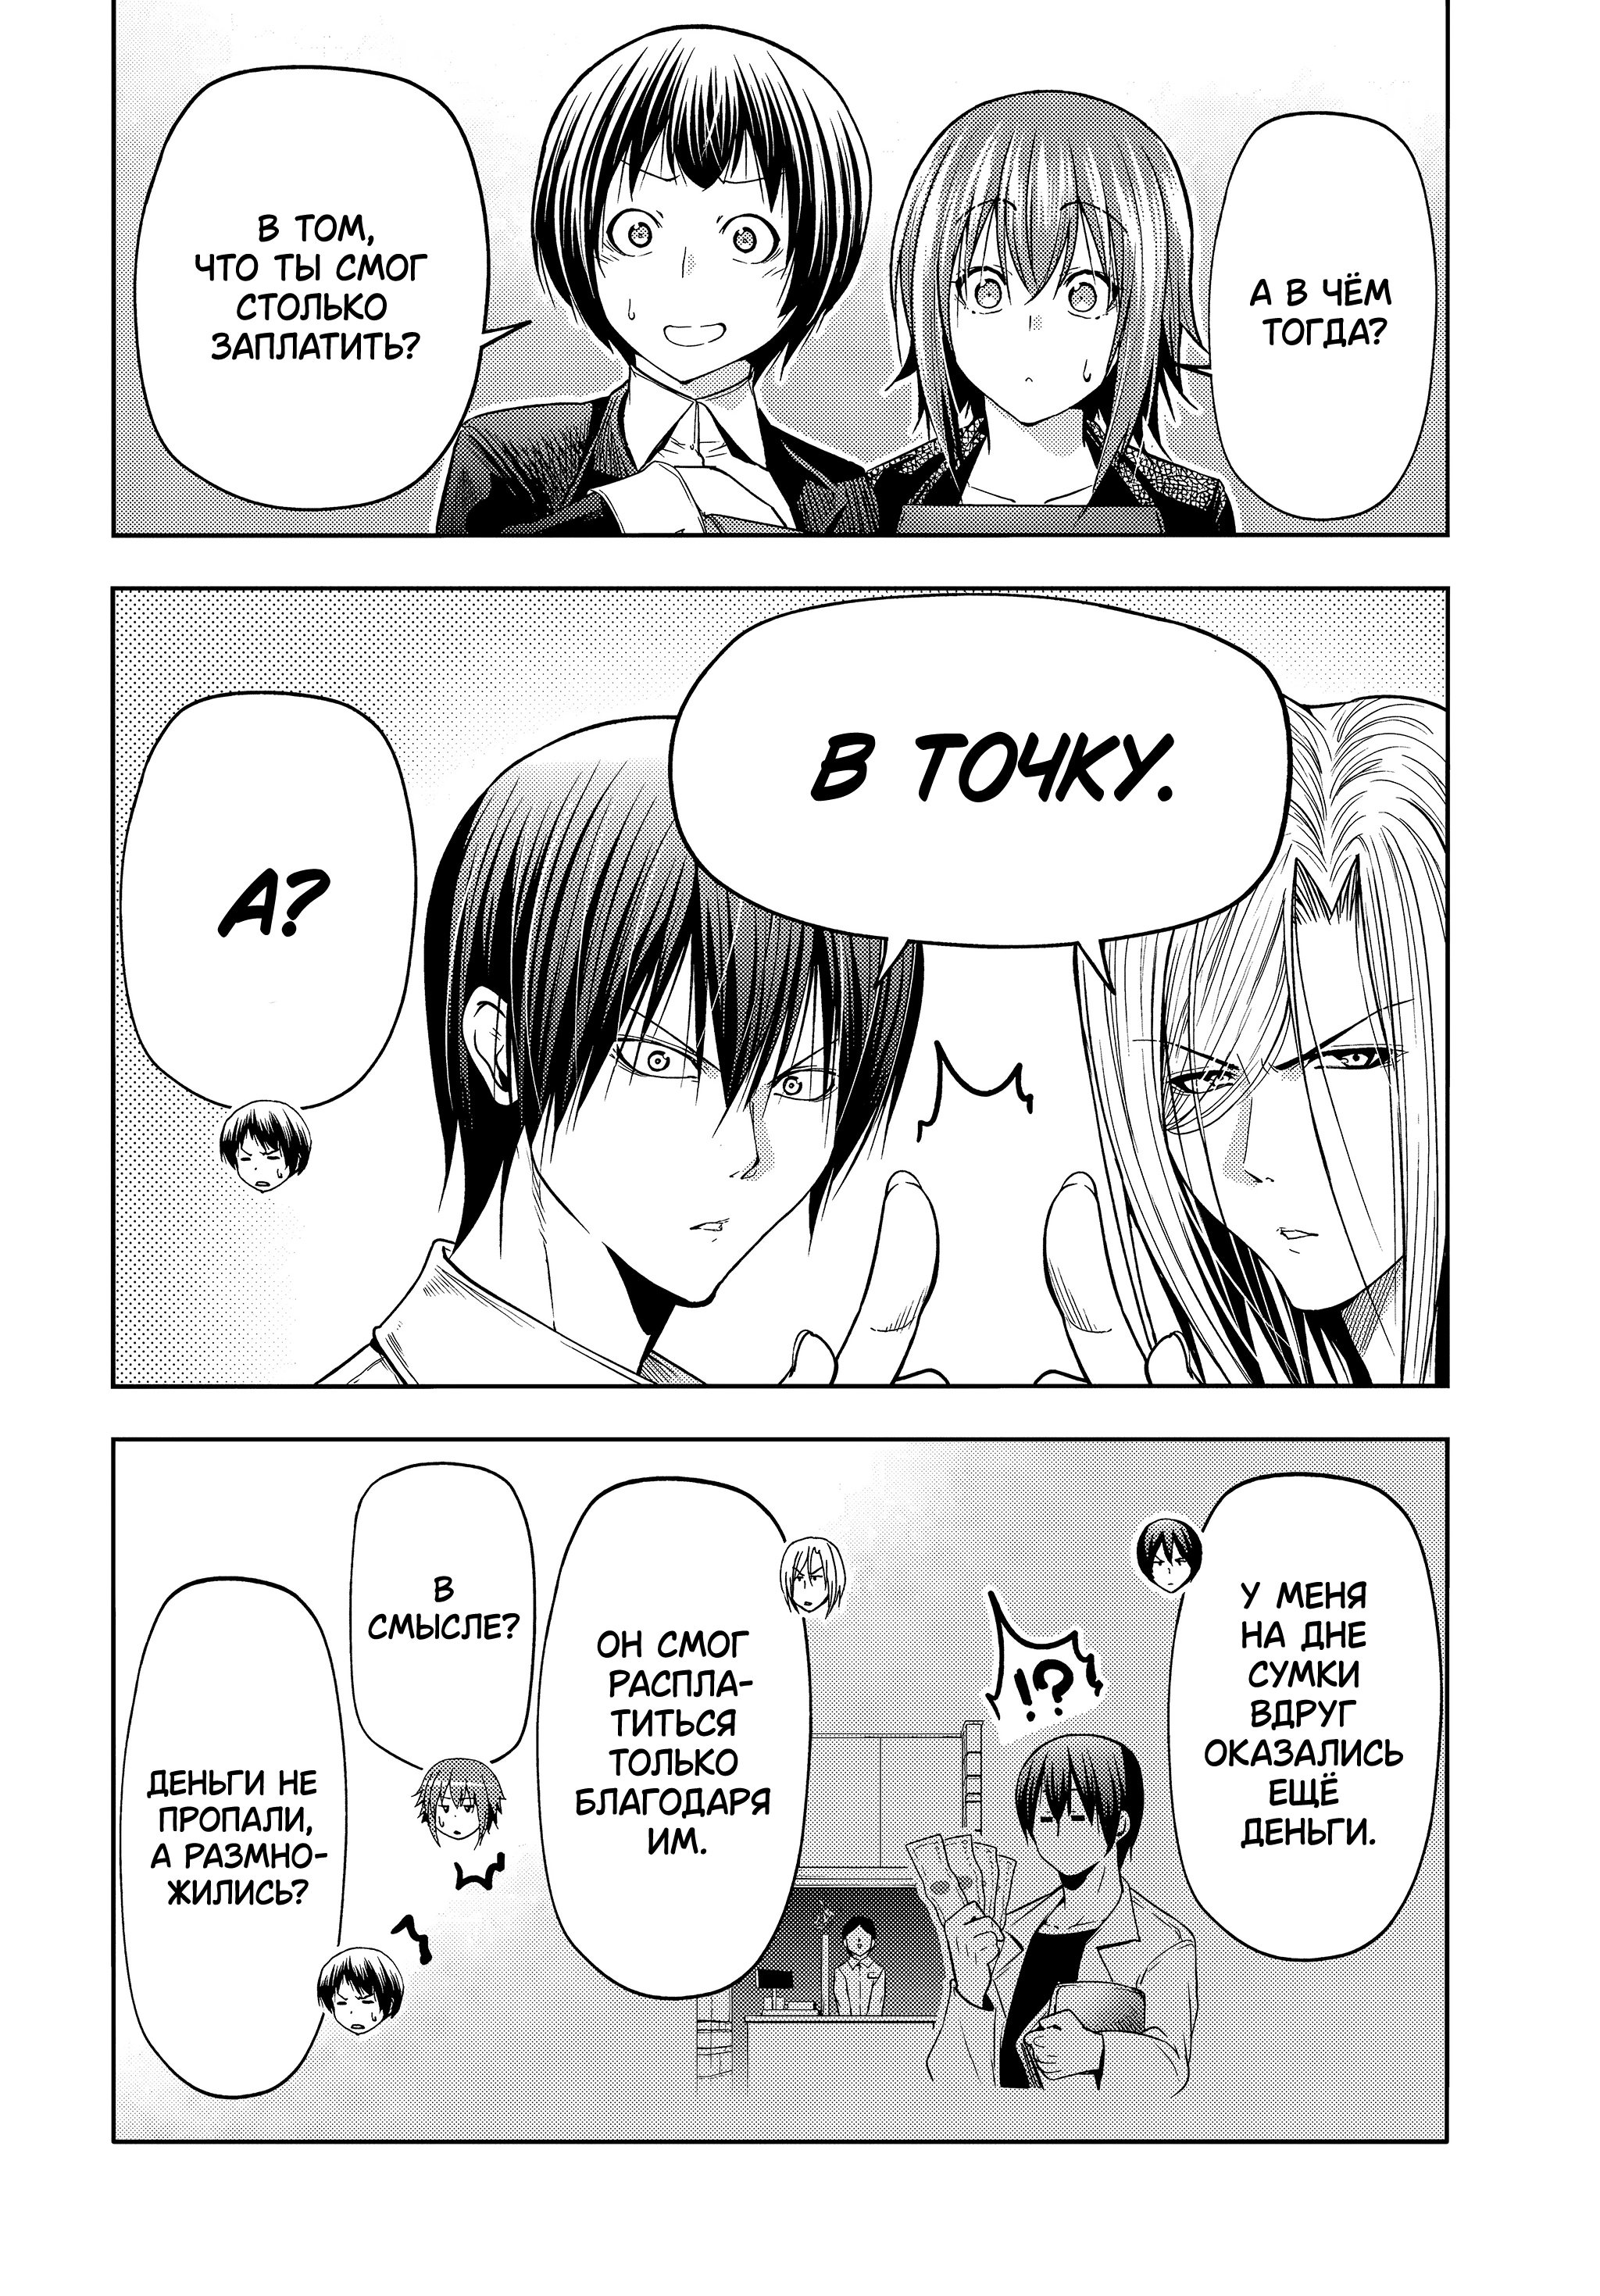 А В ЧЁМ
ТОГДА?
В ТОМ,
ЧТО ТЫ СМОГ
СТОЛЬКО
ЗАПЛАТИТЬ?
В ТОЧКУ.
А?
У МЕНЯ
НА ДНЕ
СУМКИ
ВДРУГ
ОКАЗАЛИСЬ
ЕЩЁ
ДЕНЬГИ.
!?
ОН СМОГ
РАСПЛА-
ТИТЬСЯ
ТОЛЬКО
БЛАГОДАРЯ
ИМ.
В
СМЫСЛЕ?
ДЕНЬГИ НЕ
ПРОПАЛИ,
А РАЗМНО-
ЖИЛИСЬ?